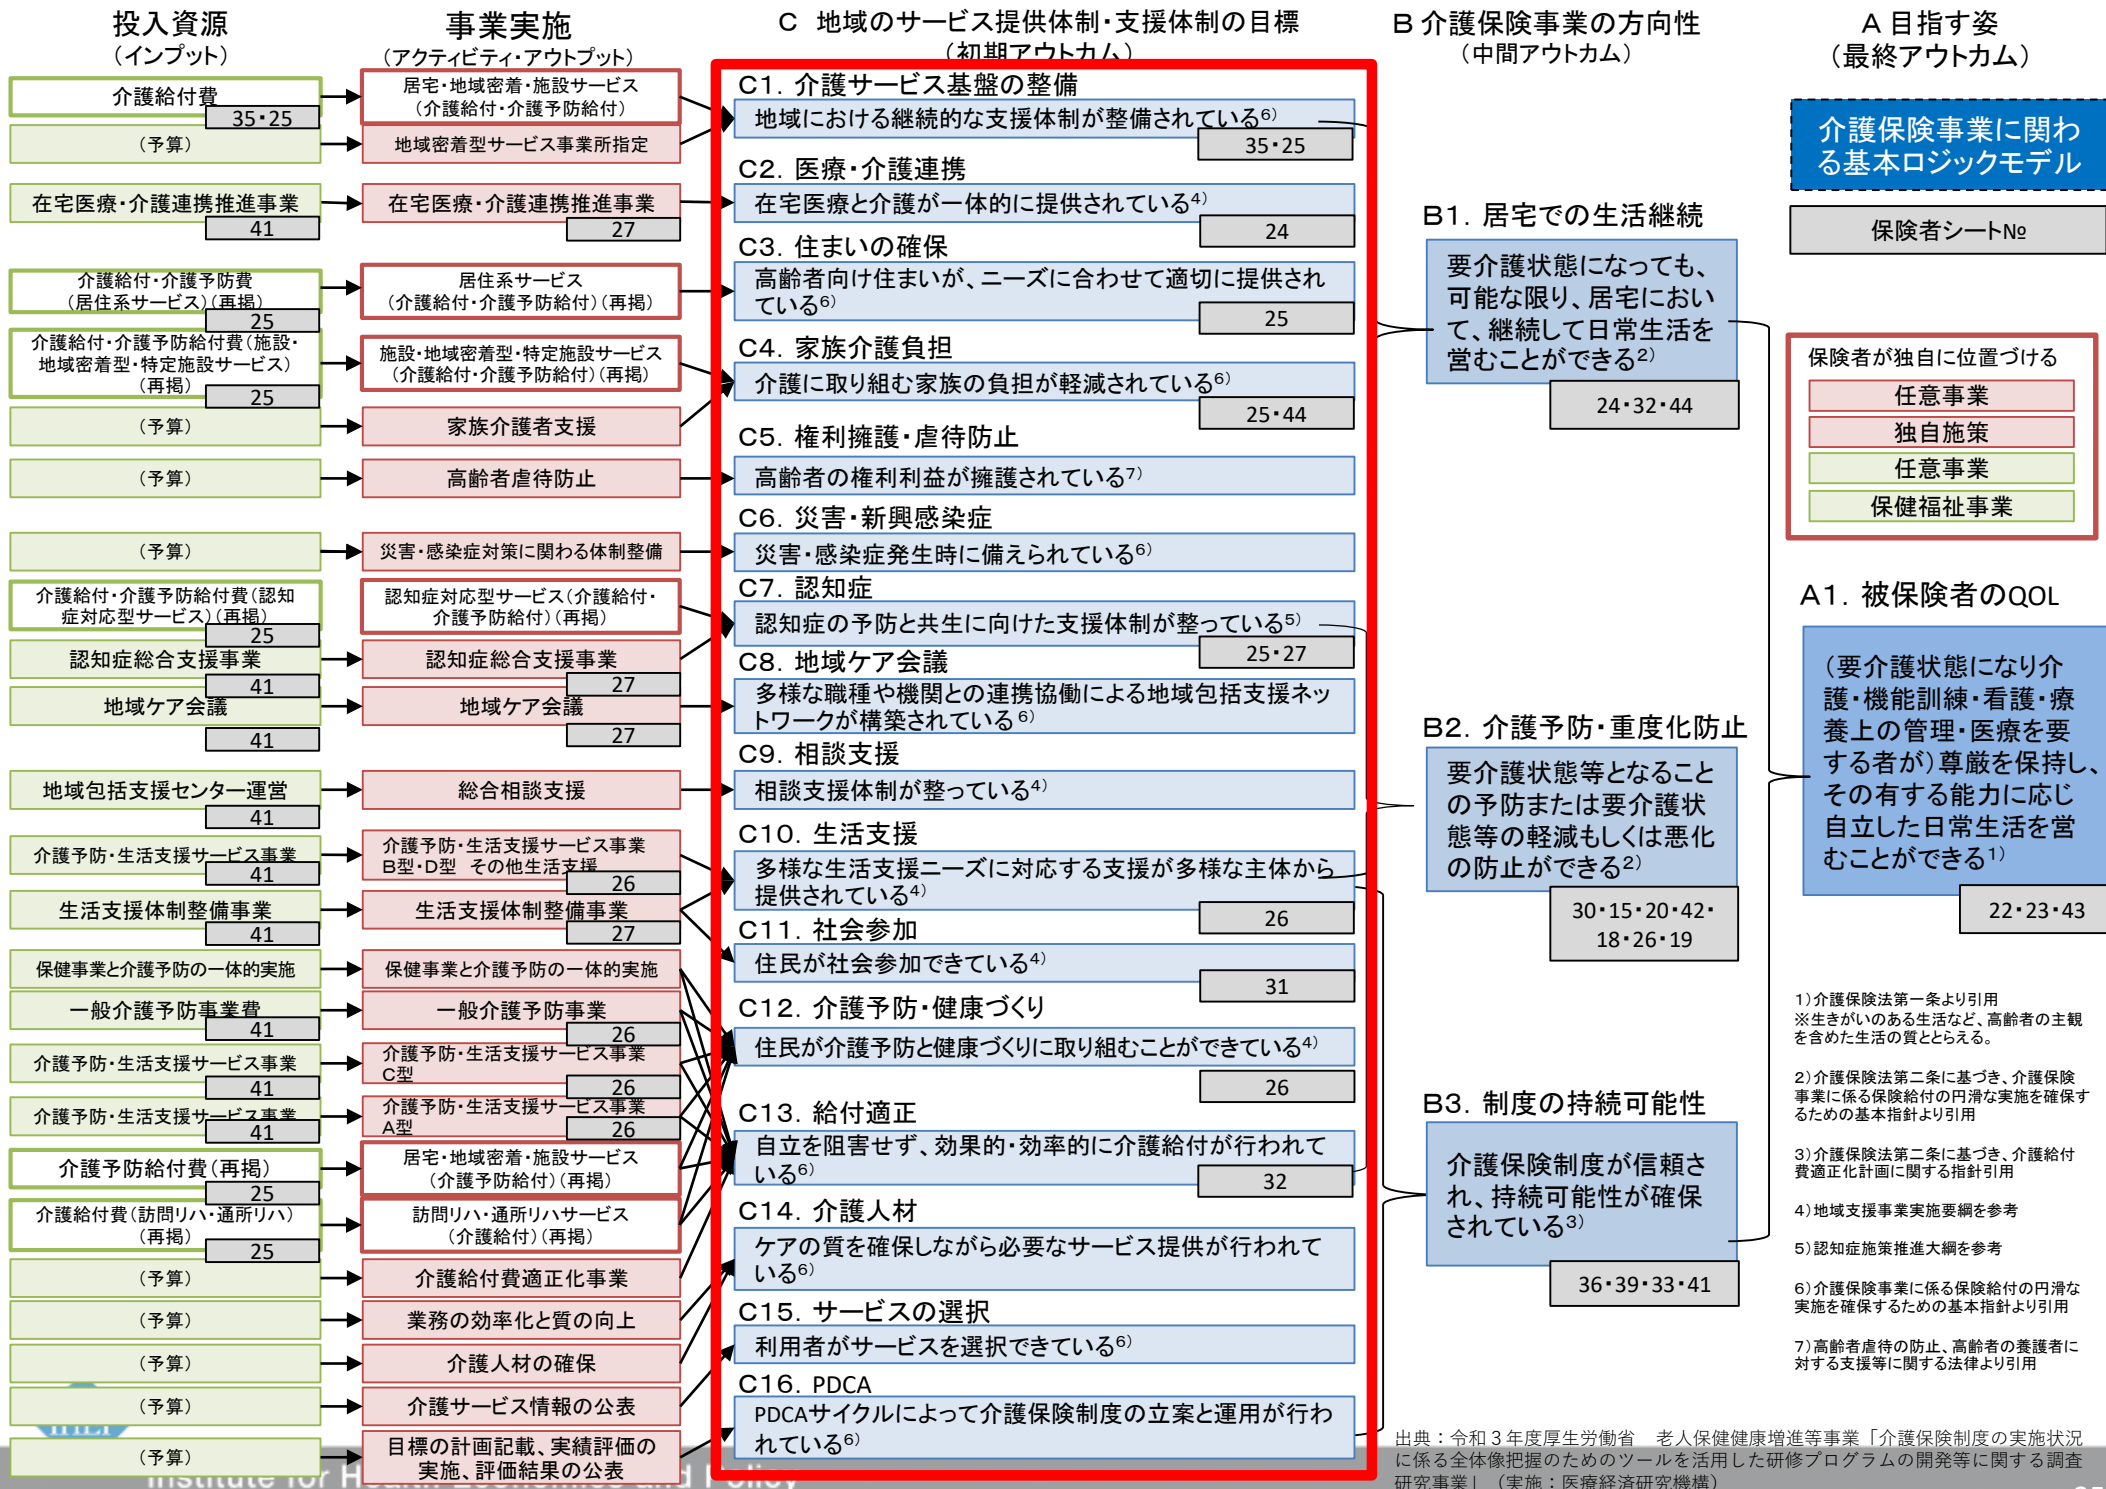 投入資源
(インプット)
事業実施
(アクティビティ・アウトプット)
C 地域のサービス提供体制・支援体制の目標
(初期アウトカム)
B 介護保険事業の方向性
(中間アウトカム)
A 目指す姿
(最終アウトカム)
介護給付費
35・25
(予算)
在宅医療・介護連携推進事業
41
介護給付・介護予防費
(居住系サービス)(再掲)
25
介護給付・介護予防給付費(施設・
地域密着型・特定施設サービス)
(再掲)
25
(予算)
(予算)
(予算)
介護給付・介護予防給付費(認知
症対応型サービス)(再掲)
25
認知症総合支援事業
41
地域ケア会議
41
地域包括支援センター運営
41
介護予防・生活支援サービス事業
41
生活支援体制整備事業
41
保健事業と介護予防の一体的実施
一般介護予防事業費
41
介護予防・生活支援サービス事業
41
介護予防・生活支援サービス事業
41
介護予防給付費(再掲)
25
介護給付費(訪問リハ・通所リハ)
(再掲)
25
(予算)
(予算)
(予算)
(予算)
(予算)
居宅・地域密着・施設サービス
(介護給付・介護予防給付)
地域密着型サービス事業所指定
在宅医療・介護連携推進事業
27
居住系サービス
(介護給付・介護予防給付)(再掲)
施設・地域密着型・特定施設サービス
(介護給付・介護予防給付)(再掲)
家族介護者支援
高齢者虐待防止
災害・感染症対策に関わる体制整備
認知症対応型サービス(介護給付・
介護予防給付)(再掲)
認知症総合支援事業
27
地域ケア会議
27
総合相談支援
介護予防・生活支援サービス事業
B型・D型 その他生活支援
26
生活支援体制整備事業
27
保健事業と介護予防の一体的実施
一般介護予防事業
26
介護予防・生活支援サービス事業
C型
26
介護予防・生活支援サービス事業
A型
26
居宅・地域密着・施設サービス
(介護予防給付)(再掲)
訪問リハ・通所リハサービス
(介護給付)(再掲)
介護給付費適正化事業
業務の効率化と質の向上
介護人材の確保
介護サービス情報の公表
目標の計画記載、実績評価の
実施、評価結果の公表
C1. 介護サービス基盤の整備
地域における継続的な支援体制が整備されている6)
35・25
C2. 医療・介護連携
在宅医療と介護が一体的に提供されている4)
24
C3. 住まいの確保
高齢者向け住まいが、ニーズに合わせて適切に提供され
ている6)
25
C4. 家族介護負担
介護に取り組む家族の負担が軽減されている6)
25・44
C5. 権利擁護・虐待防止
高齢者の権利利益が擁護されている7)
C6. 災害・新興感染症
災害・感染症発生時に備えられている6)
C7. 認知症
認知症の予防と共生に向けた支援体制が整っている5)
25・27
C8. 地域ケア会議
多様な職種や機関との連携協働による地域包括支援ネッ
トワークが構築されている6)
C9. 相談支援
相談支援体制が整っている4)
C10. 生活支援
多様な生活支援ニーズに対応する支援が多様な主体から
提供されている4)
26
C11. 社会参加
住民が社会参加できている4)
31
C12. 介護予防・健康づくり
住民が介護予防と健康づくりに取り組むことができている4)
26
C13. 給付適正
自立を阻害せず、効果的・効率的に介護給付が行われて
いる6)
32
C14. 介護人材
ケアの質を確保しながら必要なサービス提供が行われて
いる6)
C15. サービスの選択
利用者がサービスを選択できている6)
C16. PDCA
PDCAサイクルによって介護保険制度の立案と運用が行わ
れている6)
B1. 居宅での生活継続
要介護状態になっても、
可能な限り、居宅におい
て、継続して日常生活を
営むことができる2)
24・32・44
B2. 介護予防・重度化防止
要介護状態等となること
の予防または要介護状
態等の軽減もしくは悪化
の防止ができる2)
30・15・20・42・
18・26・19
B3. 制度の持続可能性
介護保険制度が信頼さ
れ、持続可能性が確保
されている3)
36・39・33・41
介護保険事業に関わ
る基本ロジックモデル
保険者シート№
保険者が独自に位置づける
任意事業
独自施策
任意事業
保健福祉事業
A1. 被保険者のQOL
(要介護状態になり介
護・機能訓練・看護・療
養上の管理・医療を要
する者が)尊厳を保持し、
その有する能力に応じ
自立した日常生活を営
むことができる1)
22・23・43
1)介護保険法第一条より引用
※生きがいのある生活など、高齢者の主観
を含めた生活の質ととらえる。
2)介護保険法第二条に基づき、介護保険
事業に係る保険給付の円滑な実施を確保す
るための基本指針より引用
3)介護保険法第二条に基づき、介護給付
費適正化計画に関する指針引用
4)地域支援事業実施要綱を参考
5)認知症施策推進大綱を参考
6)介護保険事業に係る保険給付の円滑な
実施を確保するための基本指針より引用
7)高齢者虐待の防止、高齢者の養護者に
対する支援等に関する法律より引用
出典：令和３年度厚生労働省 老人保健健康増進等事業「介護保険制度の実施状況
に係る全体像把握のためのツールを活用した研修プログラムの開発等に関する調査
研究事業」（実施：医療経済研究機構）
Institute for Health Economics and Policy